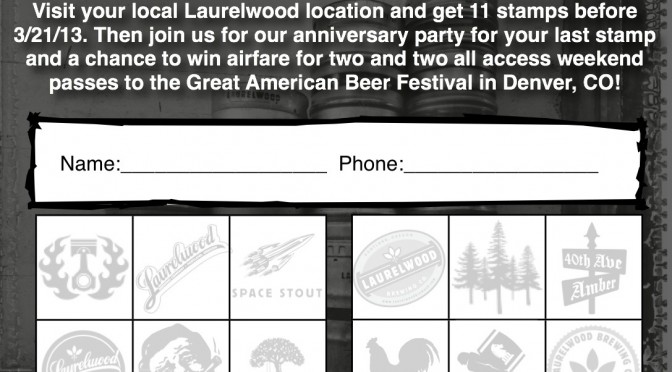 Visit your local Laurelwood location and get 11 stamps before
3/21/13. Then join us for our anniversary party for your last stamp
and a chance to win airfare for two and two all access weekend
passes to the Great American Beer Festival in Denver, CO!
Name:__________________ Phone:_________________
Laurelwood
SPACE STOUT
LAURELWOOD
BREWING CO.
40th Ave
Amber
Laurelwood
LAURELWOOD
BREWING CO.